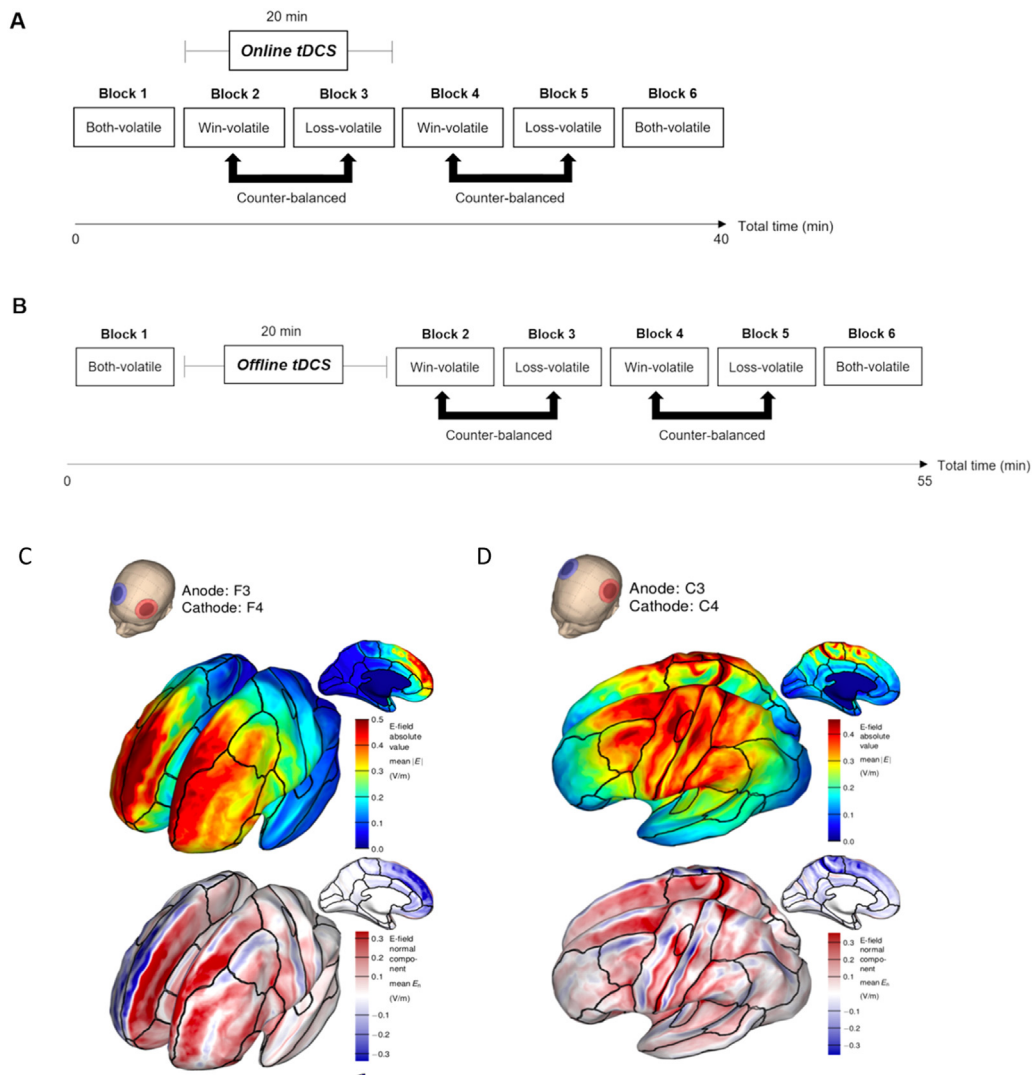 A
20 min
Online tDCS
Block 1 Block 2 Block 3 Block 4 Block 5 Block 6
Both-volatile Win-volatile Loss-volatile Win-volatile Loss-volatile Both-volatile
Counter-balanced Counter-balanced
Total time (min)
0 40
B
20 min
Offline tDCS
Block 1 Block 2 Block 3 Block 4 Block 5 Block 6
Both-volatile Win-volatile Loss-volatile Win-volatile Loss-volatile Both-volatile
Counter-balanced Counter-balanced
Total time (min)
0 55
C
Anode: F3
Cathode: F4
0.5
0.4
0.3
0.2
0.1
0.0
E-field
absolute
value
mean |E|
(V/m)
0.3
0.2
0.1
−0.1
−0.2
−0.3
E-field
normal
compo-
nent
mean Eₙ
(V/m)
D
Anode: C3
Cathode: C4
0.4
0.3
0.2
0.1
0.0
E-field
absolute
value
mean |E|
(V/m)
0.3
0.2
0.1
−0.1
−0.2
−0.3
E-field
normal
compo-
nent
mean Eₙ
(V/m)